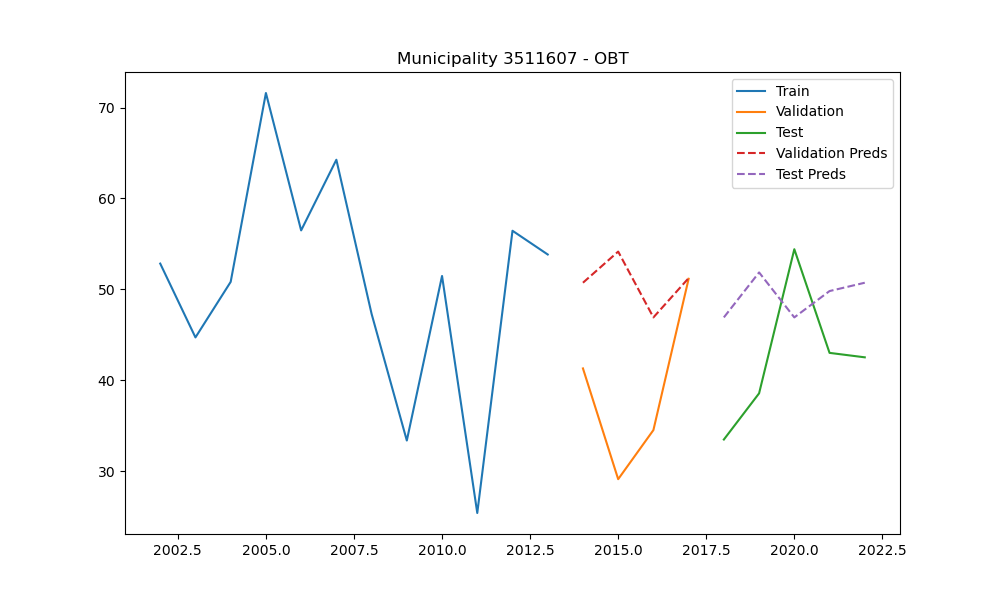 Municipality 3511607 - OBT
Train
Validation
Test
Validation Preds
Test Preds
70
60
50
40
30
2002.5 2005.0 2007.5 2010.0 2012.5 2015.0 2017.5 2020.0 2022.5